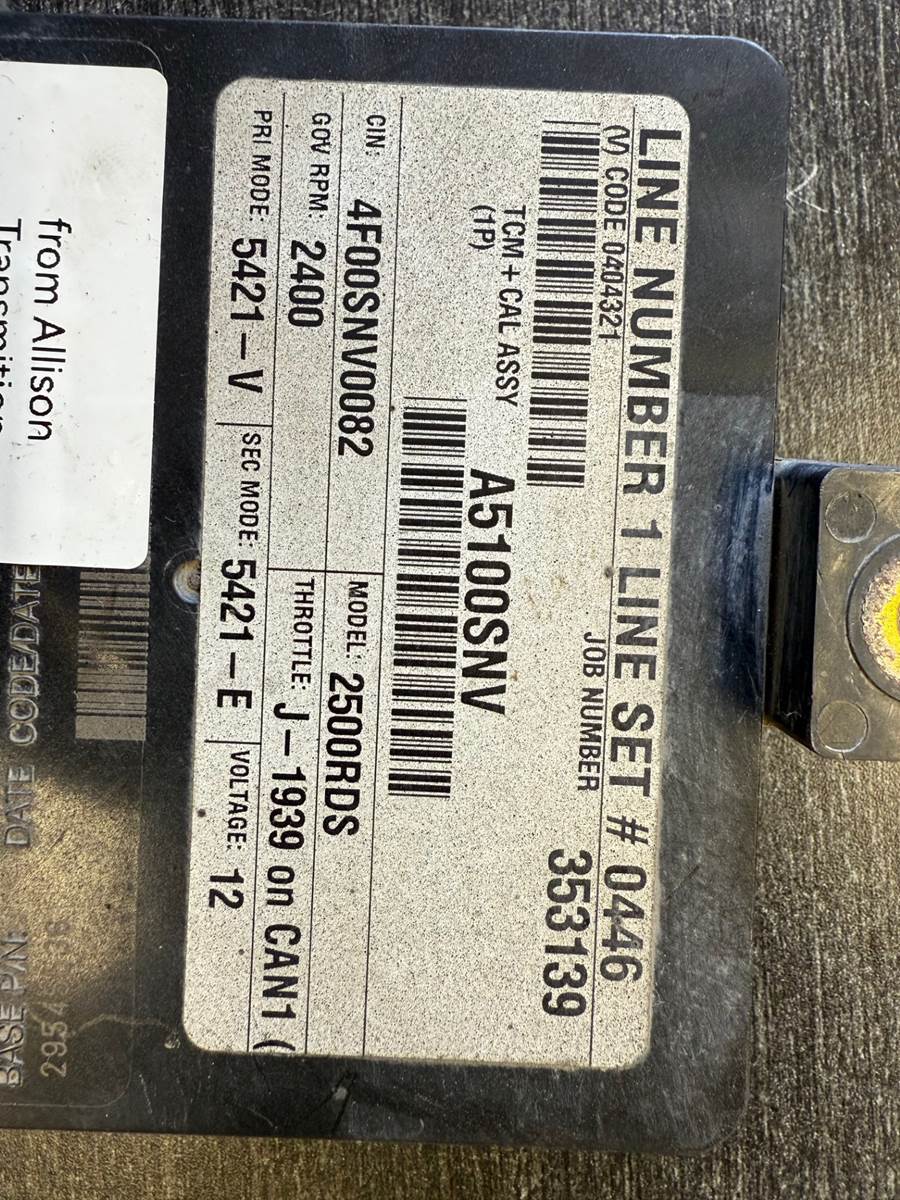 LINE NUMBER 1 LINE SET # 0446
(V) CODE 0404321
JOB NUMBER 353139
TCM + CAL ASSY
(1P)
A5100SNV
CIN: 4F00SNV0082
MODEL: 2500RDS
GOV RPM: 2400
THROTTLE: J-1939 on CAN1 (
PRI MODE: 5421-V
SEC MODE: 5421-E
VOLTAGE: 12
from Allison
BASE P/N: DATE CODE/DATE
2954